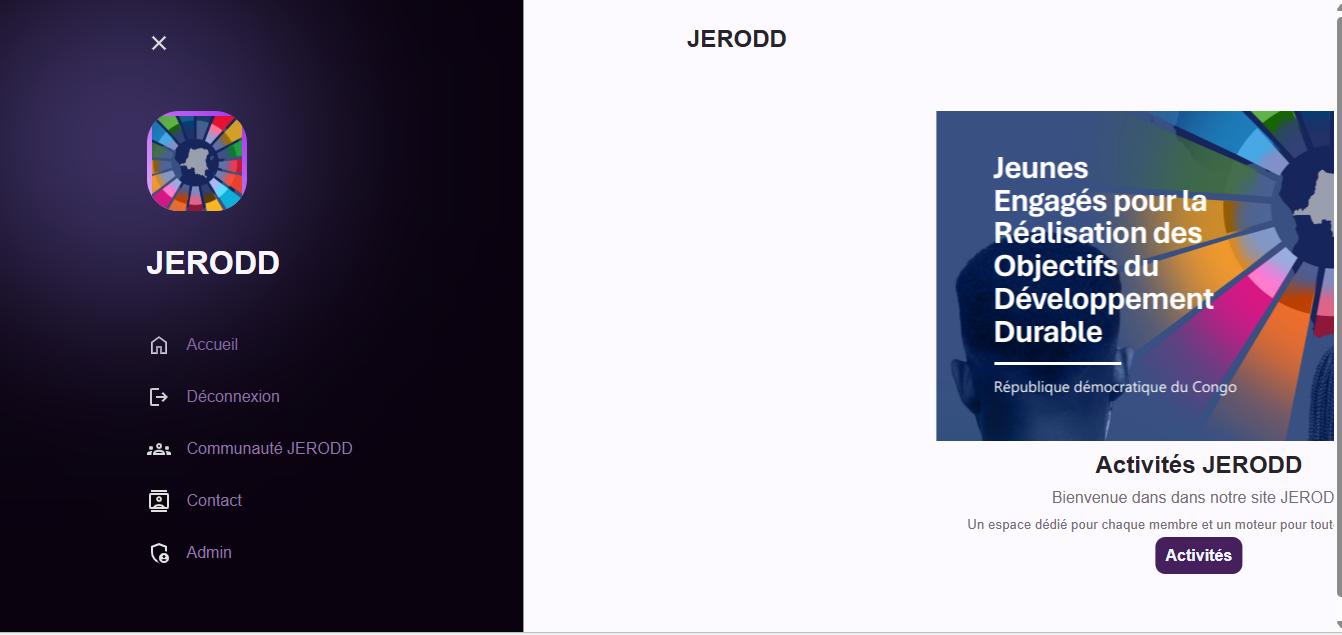 JERODD
Accueil
Déconnexion
Communauté JERODD
Contact
Admin
JERODD
Jeunes
Engagés pour la
Réalisation des
Objectifs du
Développement
Durable
République démocratique du Congo
Activités JERODD
Bienvenue dans dans notre site JEROD
Un espace dédié pour chaque membre et un moteur pour tout
Activités